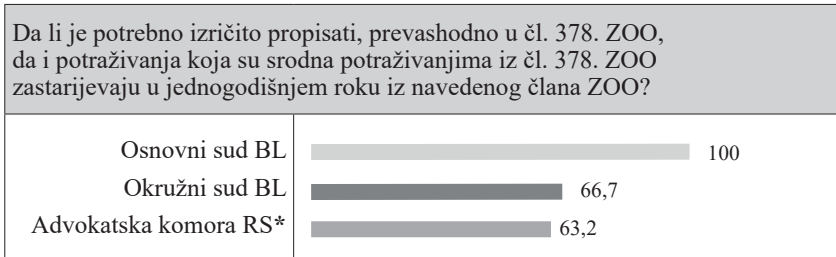 Da li je potrebno izričito propisati, prevashodno u čl. 378. ZOO,
da i potraživanja koja su srodna potraživanjima iz čl. 378. ZOO
zastarijevaju u jednogodišnjem roku iz navedenog člana ZOO?
Osnovni sud BL 100
Okružni sud BL 66,7
Advokatska komora RS* 63,2